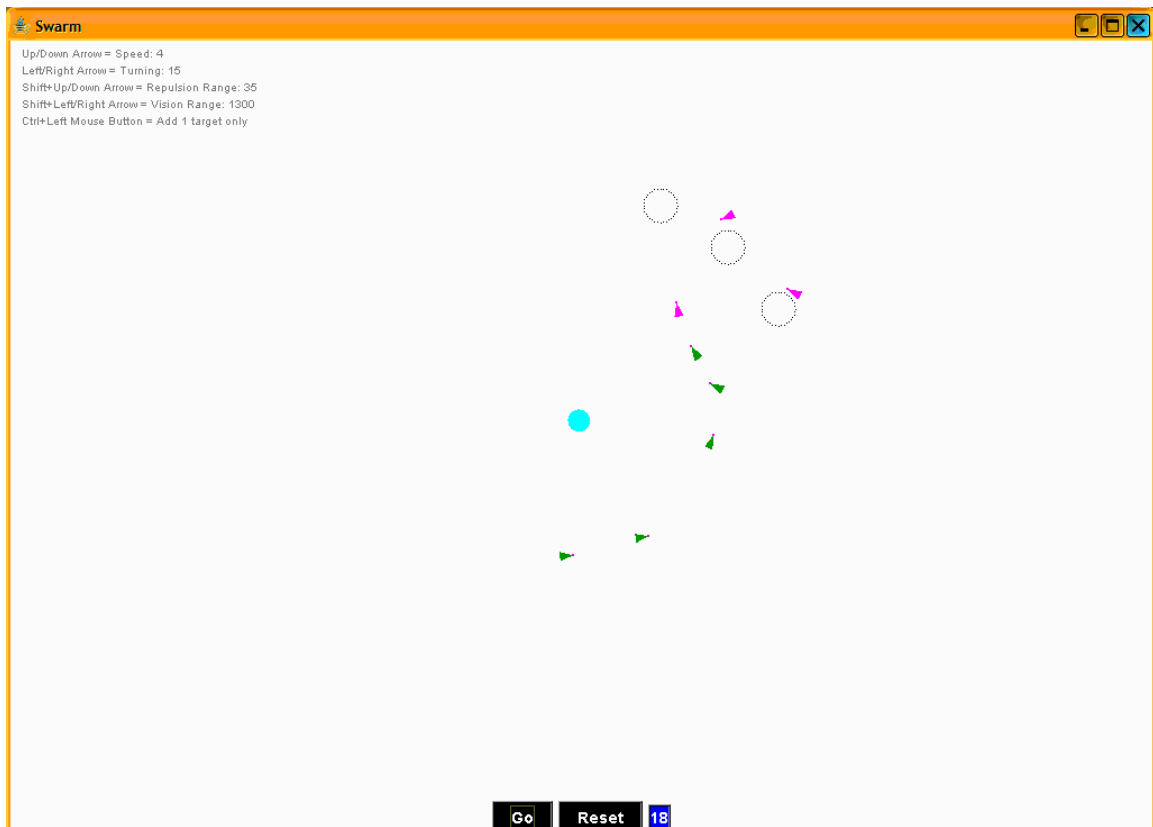 Swarm
Up/Down Arrow = Speed: 4
Left/Right Arrow = Turning: 15
Shift+Up/Down Arrow = Repulsion Range: 35
Shift+Left/Right Arrow = Vision Range: 1300
Ctrl+Left Mouse Button = Add 1 target only
Go Reset 18